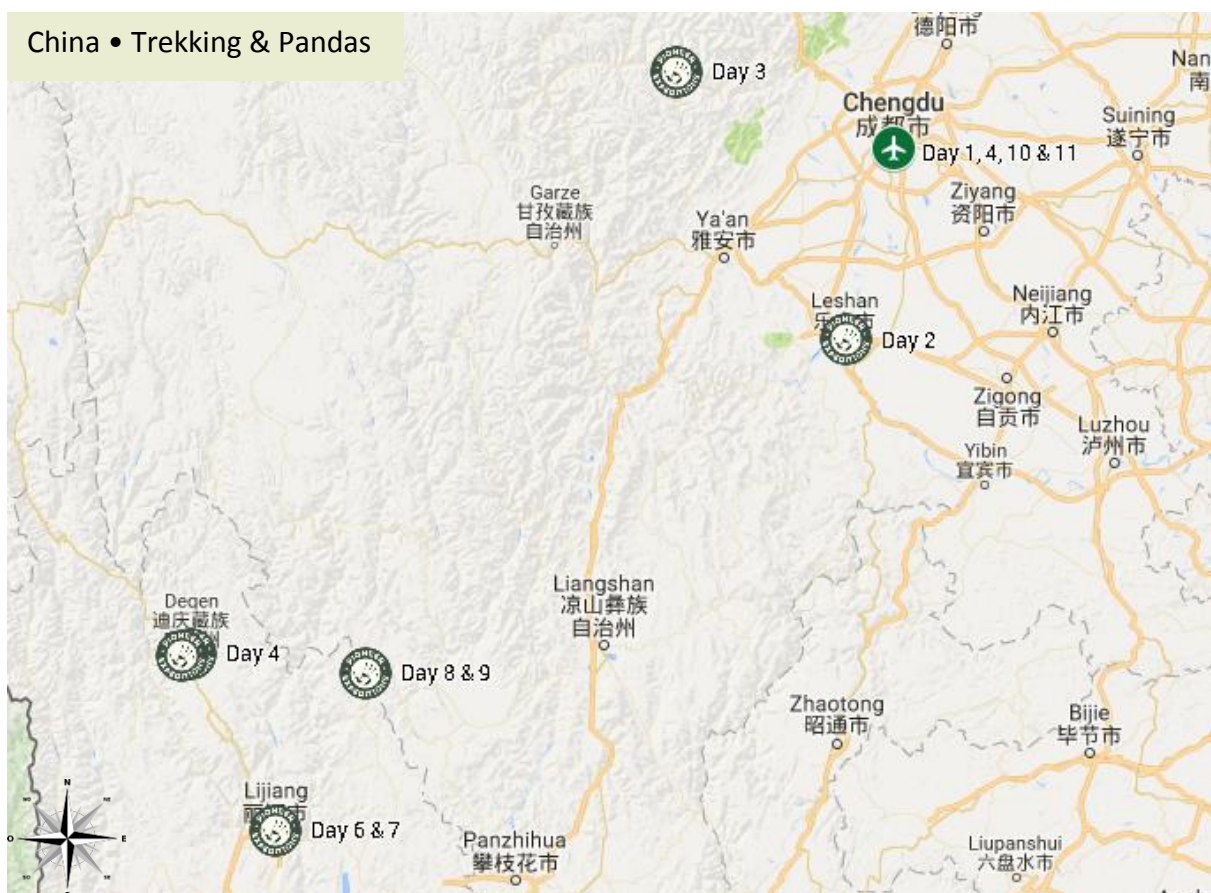 China • Trekking & Pandas
德阳市
Nan
南
Day 3
Chengdu
成都市
Suining
遂宁市
Day 1, 4, 10 & 11
Garze
甘孜藏族
自治州
Ziyang
资阳市
Ya'an
雅安市
Leshan
Neijiang
内江市
PIONEER
EXPEDITIONS
Day 2
Zigong
自贡市
Luzhou
泸州市
Yibin
宜宾市
Liangshan
凉山彝族
自治州
Deqen
迪庆藏族
Day 4
Day 8 & 9
Zhaotong
昭通市
Bijie
毕节市
Lijiang
Day 6 & 7
Panzhihua
攀枝花市
Liupanshui
六盘水市
N
O
E